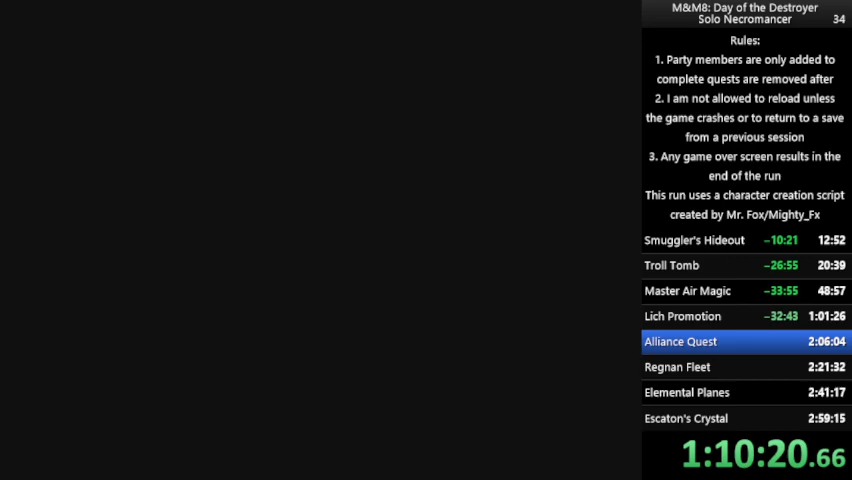 M&M8: Day of the Destroyer
Solo Necromancer 34
Rules:
1. Party members are only added to
complete quests are removed after
2. I am not allowed to reload unless
the game crashes or to return to a save
from a previous session
3. Any game over screen results in the
end of the run
This run uses a character creation script
created by Mr. Fox/Mighty_Fx
Smuggler's Hideout −10:21 12:52
Troll Tomb −26:55 20:39
Master Air Magic −33:55 48:57
Lich Promotion −32:43 1:01:26
Alliance Quest 2:06:04
Regnan Fleet 2:21:32
Elemental Planes 2:41:17
Escaton's Crystal 2:59:15
1:10:20.66